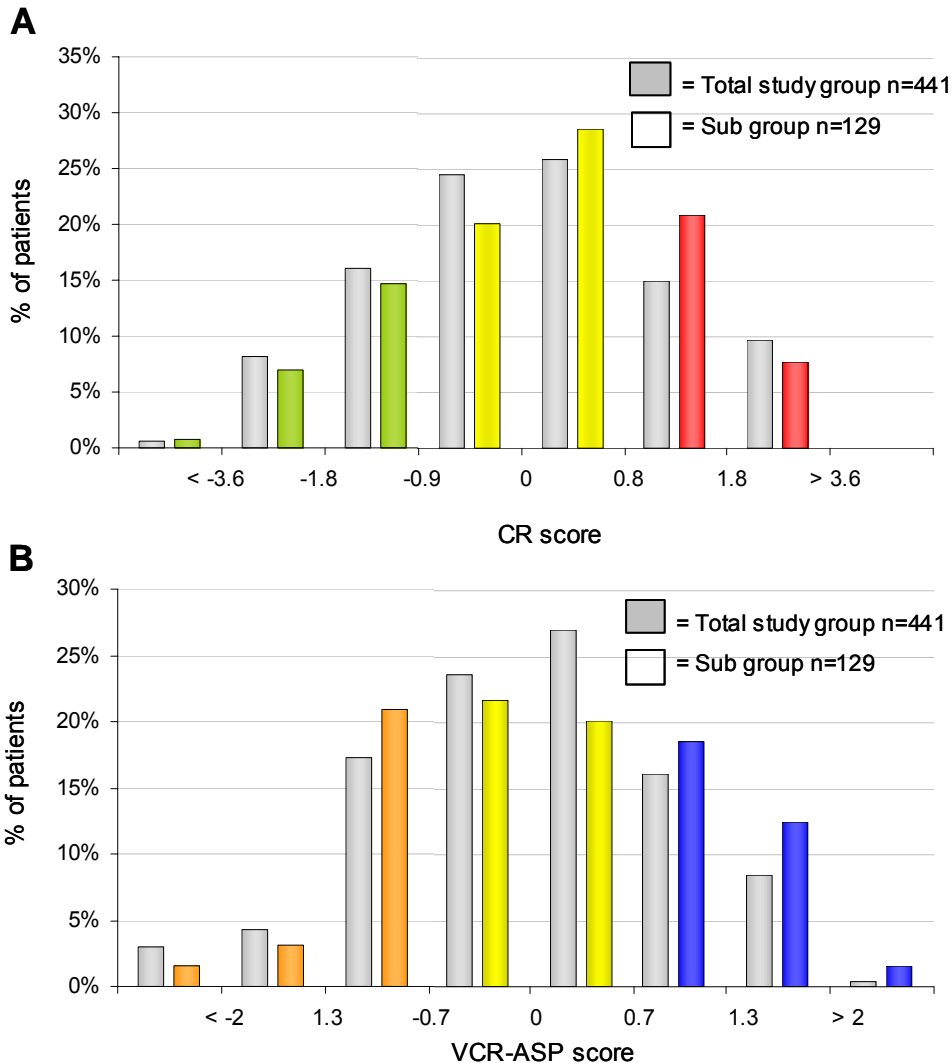 A
35%
= Total study group n=441
30%
= Sub group n=129
25%
20%
% of patients
15%
10%
5%
0%
< -3.6 -1.8 -0.9 0 0.8 1.8 > 3.6
CR score
B
30%
= Total study group n=441
25%
= Sub group n=129
20%
% of patients
15%
10%
5%
0%
< -2 1.3 -0.7 0 0.7 1.3 > 2
VCR-ASP score